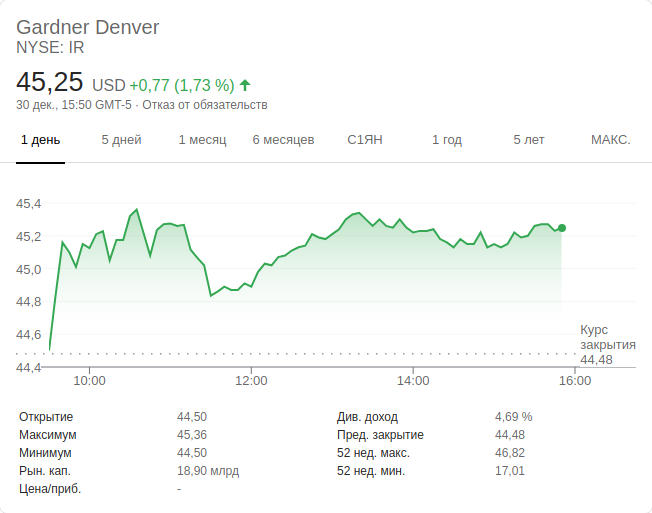 Gardner Denver
NYSE: IR
45,25 USD +0,77 (1,73 %)
30 дек., 15:50 GMT-5 · Отказ от обязательств
1 день 5 дней 1 месяц 6 месяцев С1ЯН 1 год 5 лет МАКС.
45,4
45,2
45,0
44,8
44,6
44,4
Курс
закрытия
44,48
10:00 12:00 14:00 16:00
Открытие 44,50 Див. доход 4,69 %
Максимум 45,36 Пред. закрытие 44,48
Минимум 44,50 52 нед. макс. 46,82
Рын. кап. 18,90 млрд 52 нед. мин. 17,01
Цена/приб. -